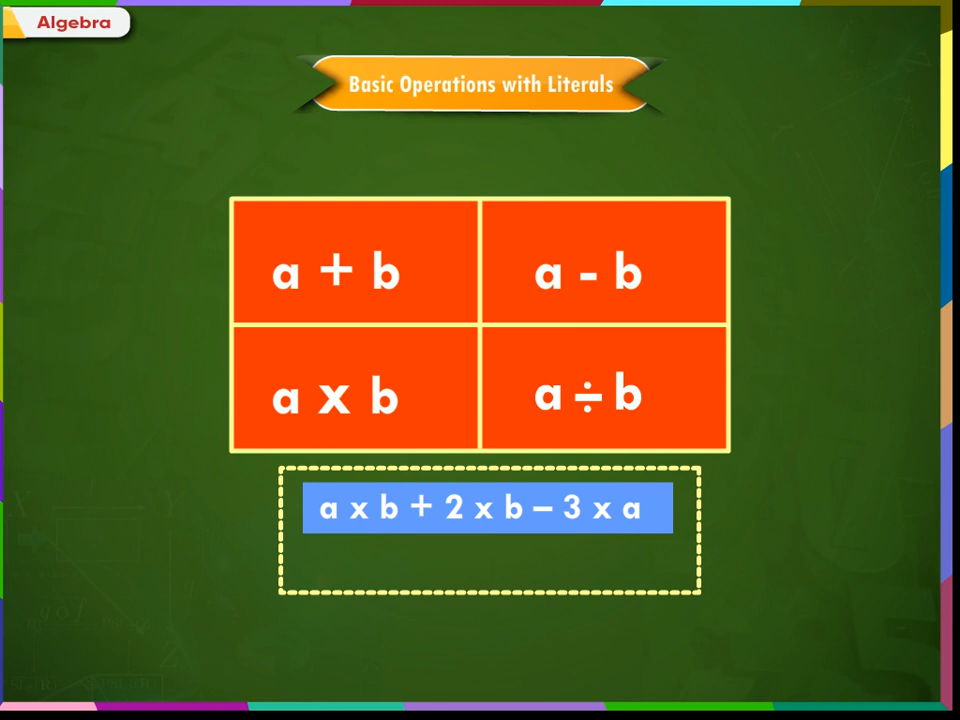 Algebra
Basic Operations with Literals
a + b
a - b
a x b
a ÷ b
a x b + 2 x b – 3 x a